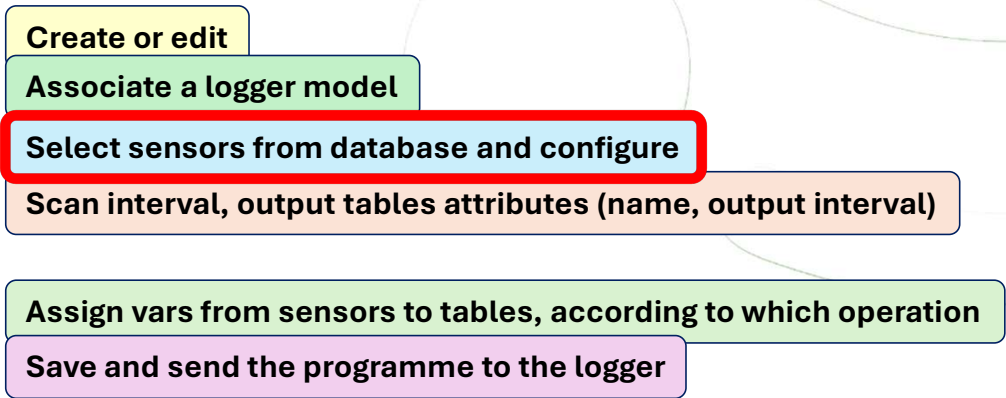 Create or edit
Associate a logger model
Select sensors from database and configure
Scan interval, output tables attributes (name, output interval)
Assign vars from sensors to tables, according to which operation
Save and send the programme to the logger